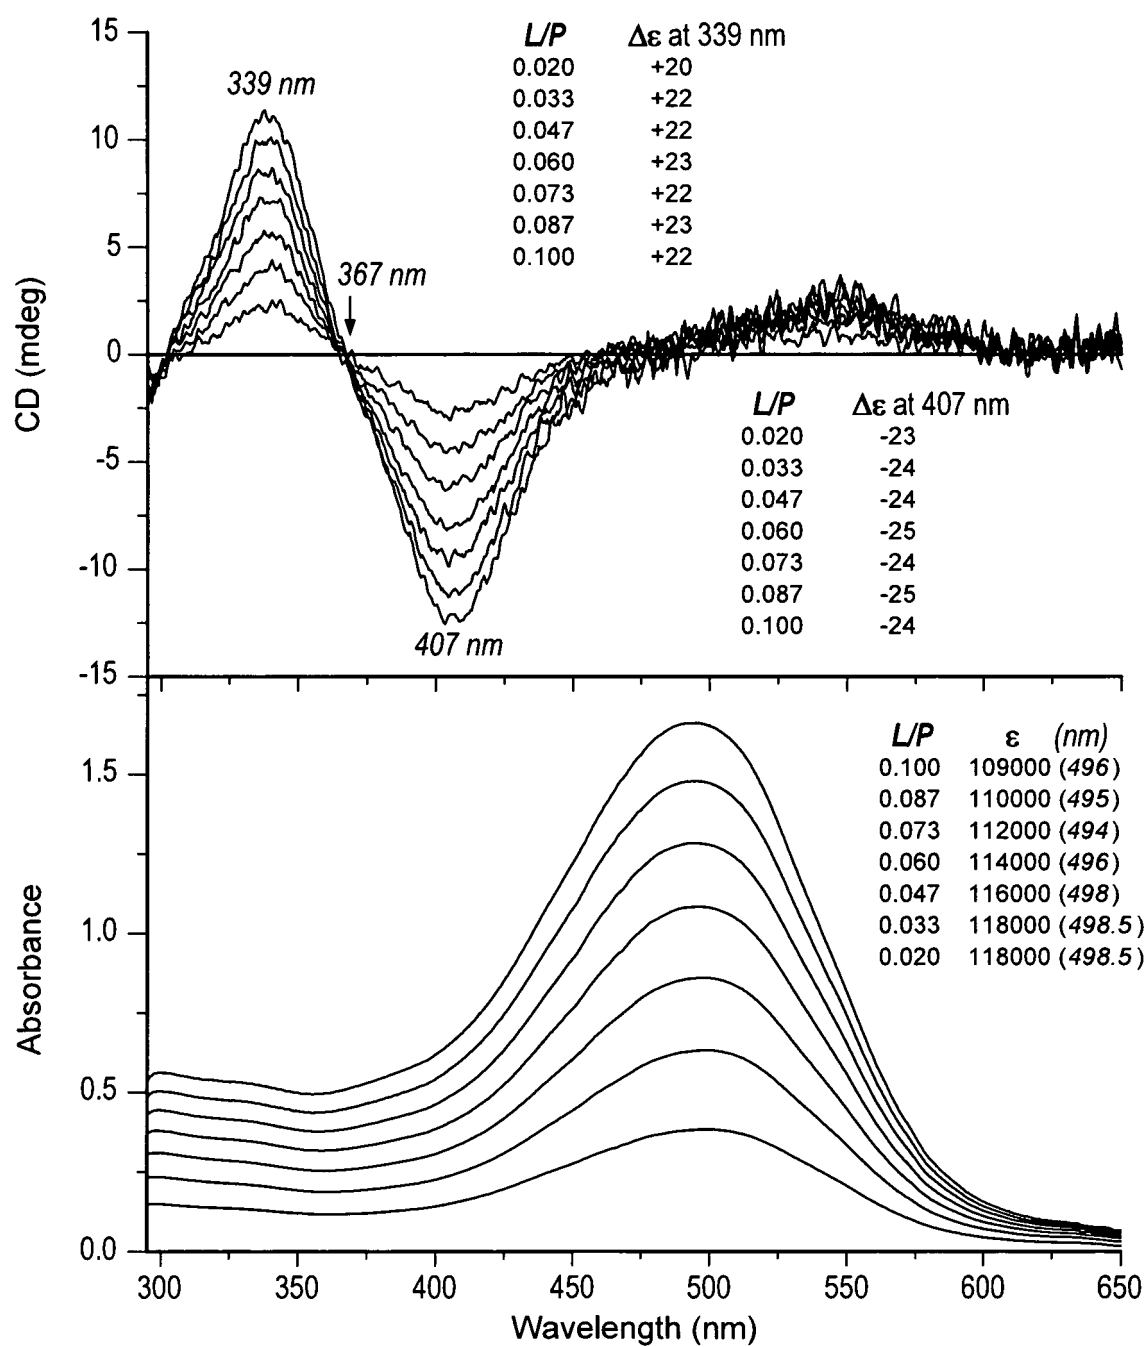 15
10
5
0
-5
-10
-15
CD (mdeg)
339 nm
367 nm
407 nm
L/P Δε at 339 nm
0.020 +20
0.033 +22
0.047 +22
0.060 +23
0.073 +22
0.087 +23
0.100 +22
L/P Δε at 407 nm
0.020 -23
0.033 -24
0.047 -24
0.060 -25
0.073 -24
0.087 -25
0.100 -24
1.5
1.0
0.5
0.0
Absorbance
L/P ε (nm)
0.100 109000 (496)
0.087 110000 (495)
0.073 112000 (494)
0.060 114000 (496)
0.047 116000 (498)
0.033 118000 (498.5)
0.020 118000 (498.5)
300 350 400 450 500 550 600 650
Wavelength (nm)